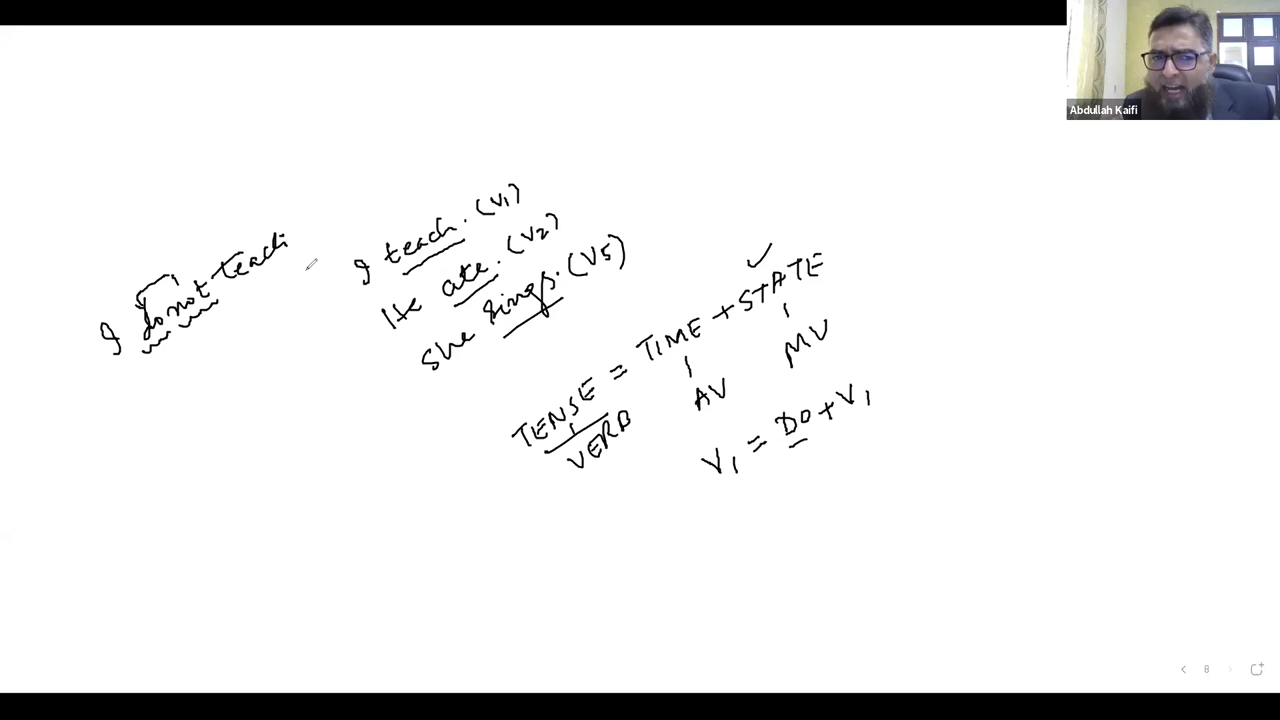 Abdullah Kaifi
I do not teach
I teach. (V1)
He ate. (V2)
She sings. (V5)
TENSE = TIME + STATE
VERB
AV
MV
V1 = DO + V1
8